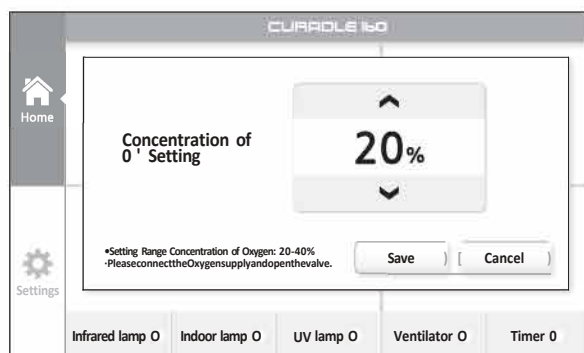 CURADLE 160
Home
Concentration of
0 ' Setting
20%
•Setting Range Concentration of Oxygen: 20-40%
·PleaseconnecttheOxygensupplyandopenthevalve.
Save ) [ Cancel )
Settings
Infrared lamp O Indoor lamp O UV lamp O Ventilator O Timer 0